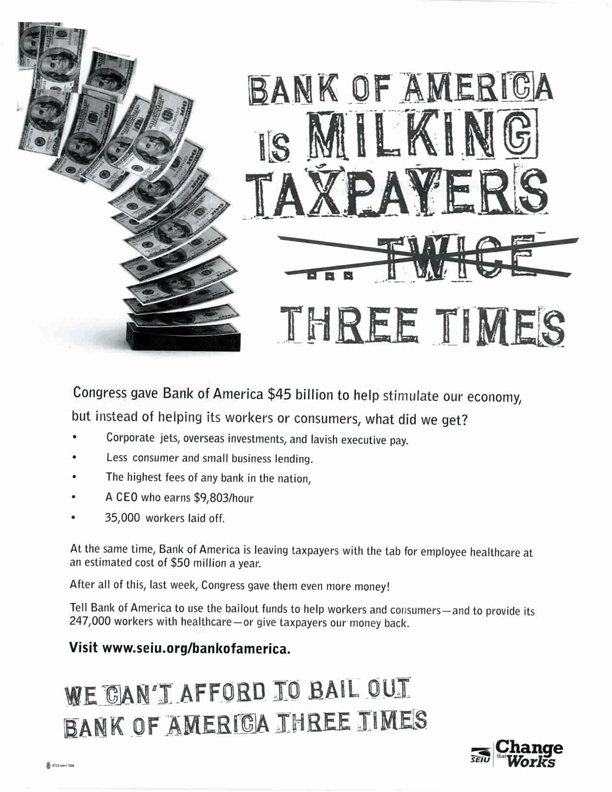 BANK OF AMERICA
IS MILKING
TAXPAYERS
... TWICE
THREE TIMES
Congress gave Bank of America $45 billion to help stimulate our economy,
but instead of helping its workers or consumers, what did we get?
• Corporate jets, overseas investments, and lavish executive pay.
• Less consumer and small business lending.
• The highest fees of any bank in the nation,
• A CEO who earns $9,803/hour
• 35,000 workers laid off.
At the same time, Bank of America is leaving taxpayers with the tab for employee healthcare at
an estimated cost of $50 million a year.
After all of this, last week, Congress gave them even more money!
Tell Bank of America to use the bailout funds to help workers and consumers—and to provide its
247,000 workers with healthcare—or give taxpayers our money back.
Visit www.seiu.org/bankofamerica.
WE CAN'T AFFORD TO BAIL OUT
BANK OF AMERICA THREE TIMES
SEIU Change
that Works